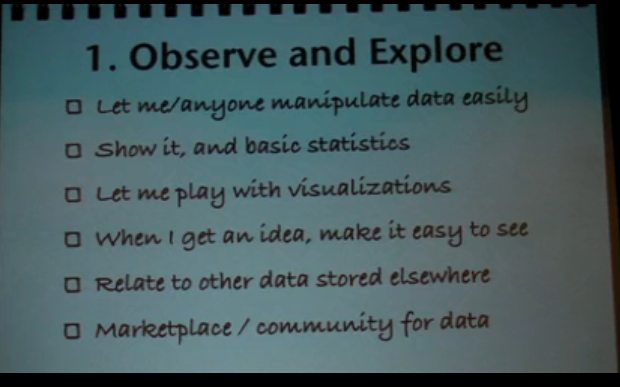 1. Observe and Explore
Let me/anyone manipulate data easily
Show it, and basic statistics
Let me play with visualizations
When I get an idea, make it easy to see
Relate to other data stored elsewhere
Marketplace / community for data